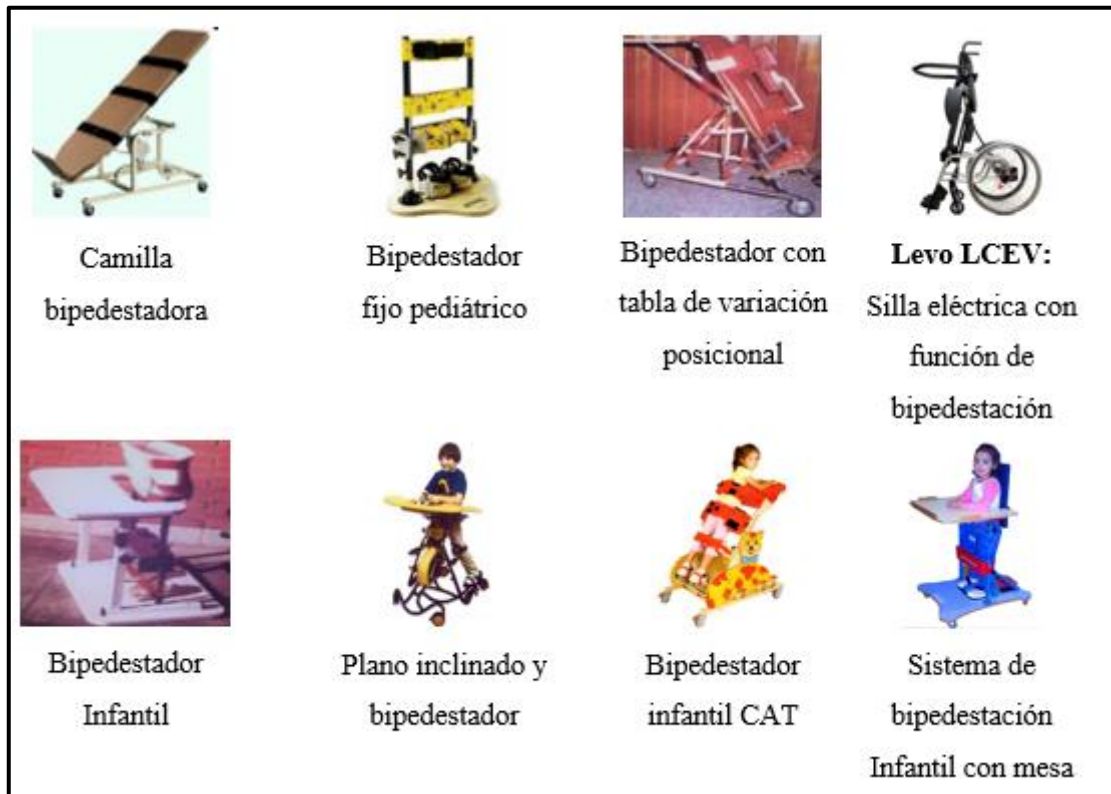 Camilla
bipedestadora
Bipedestador
fijo pediátrico
Bipedestador con
tabla de variación
posicional
Levo LCEV:
Silla eléctrica con
función de
bipedestación
Bipedestador
Infantil
Plano inclinado y
bipedestador
Bipedestador
infantil CAT
Sistema de
bipedestación
Infantil con mesa